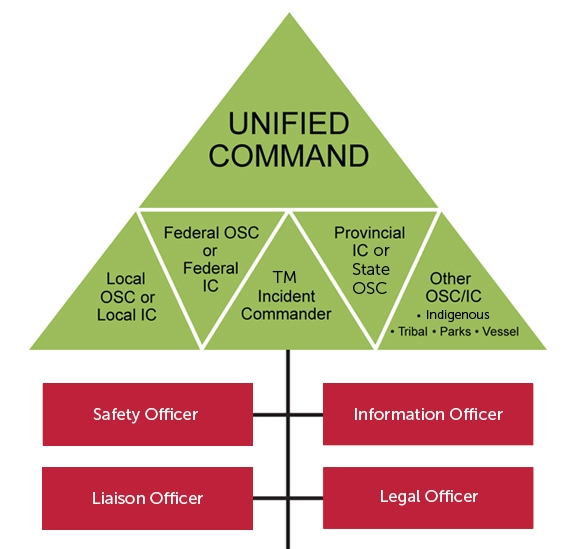 UNIFIED
COMMAND
Local
OSC or
Local IC
Federal OSC
or
Federal
IC
TM
Incident
Commander
Provincial
IC or
State
OSC
Other
OSC/IC
• Indigenous
• Tribal • Parks • Vessel
Safety Officer
Information Officer
Liaison Officer
Legal Officer